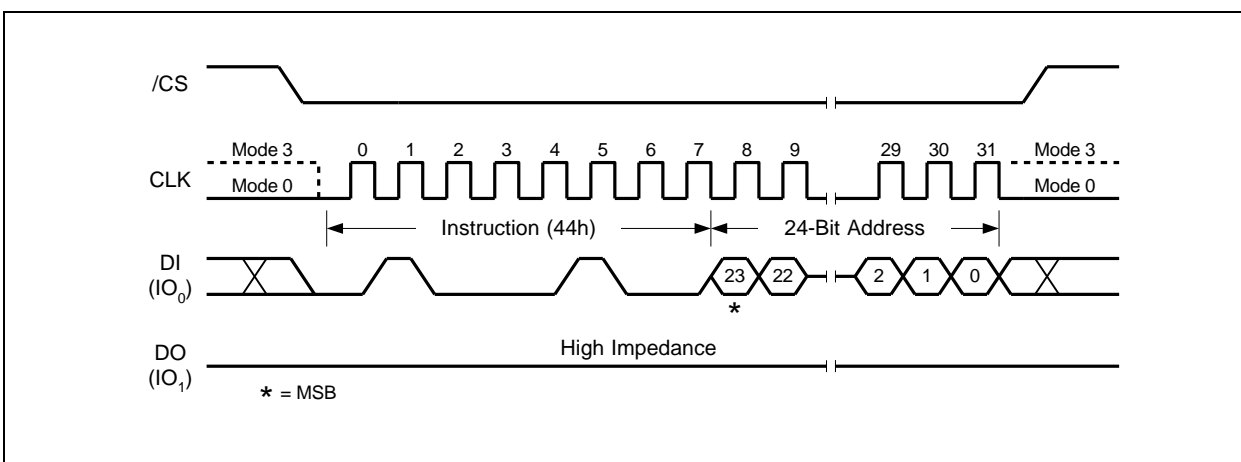 /CS
Mode 3 0 1 2 3 4 5 6 7 8 9 29 30 31 Mode 3
CLK
Mode 0 Mode 0
Instruction (44h) 24-Bit Address
DI
(IO0)
23 22 2 1 0
*
High Impedance
DO
(IO1)
* = MSB